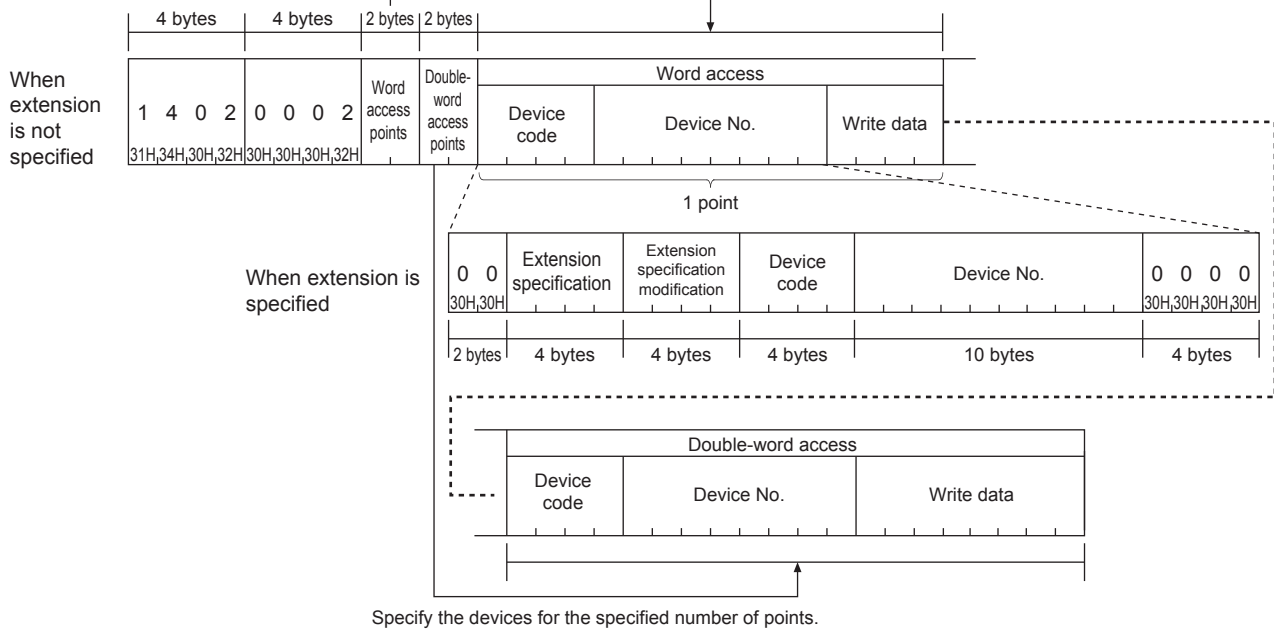 4 bytes 4 bytes 2 bytes 2 bytes
When
extension
is not
specified
1 4 0 2 0 0 0 2
31H,34H,30H,32H 30H,30H,30H,32H
Word
access
points
Double-
word
access
points
Word access
Device
code
Device No.
Write data
1 point
When extension is
specified
0 0
30H,30H
Extension
specification
Extension
specification
modification
Device
code
Device No.
0 0 0 0
30H,30H,30H,30H
2 bytes 4 bytes 4 bytes 4 bytes 10 bytes 4 bytes
Double-word access
Device
code
Device No.
Write data
Specify the devices for the specified number of points.